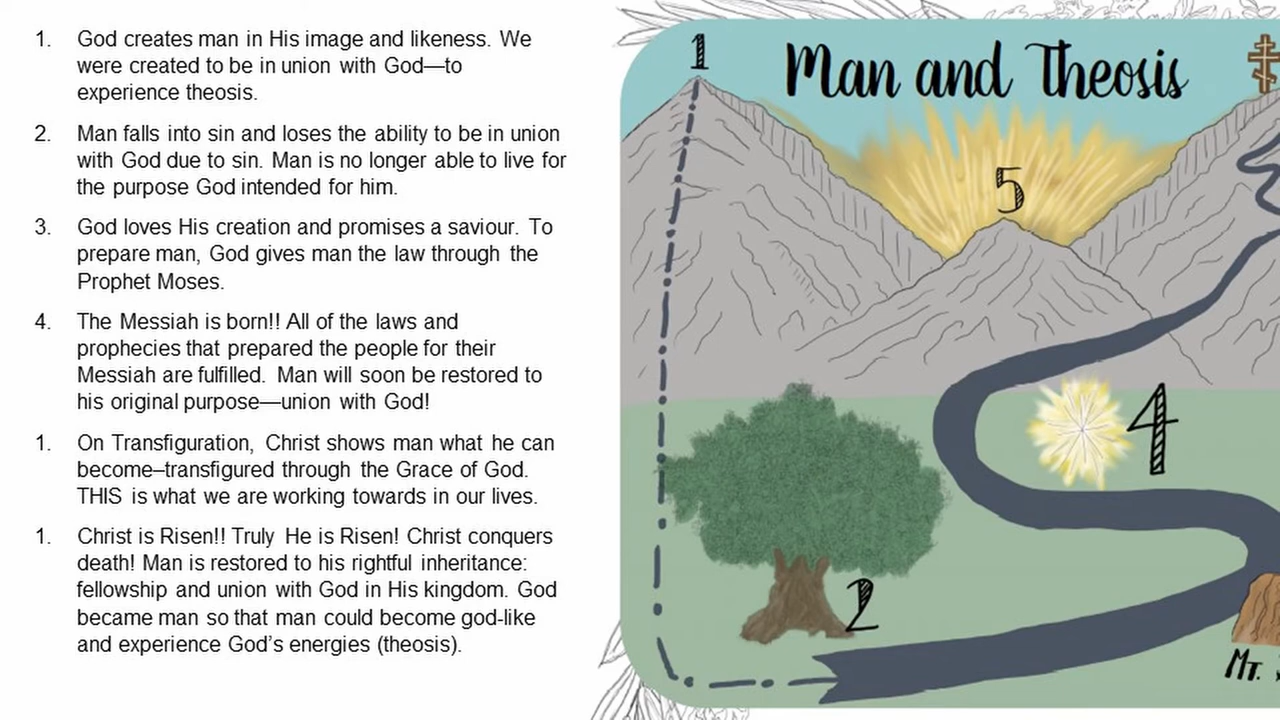 1. God creates man in His image and likeness. We
were created to be in union with God—to
experience theosis.
2. Man falls into sin and loses the ability to be in union
with God due to sin. Man is no longer able to live for
the purpose God intended for him.
3. God loves His creation and promises a saviour. To
prepare man, God gives man the law through the
Prophet Moses.
4. The Messiah is born!! All of the laws and
prophecies that prepared the people for their
Messiah are fulfilled. Man will soon be restored to
his original purpose—union with God!
1. On Transfiguration, Christ shows man what he can
become–transfigured through the Grace of God.
THIS is what we are working towards in our lives.
1. Christ is Risen!! Truly He is Risen! Christ conquers
death! Man is restored to his rightful inheritance:
fellowship and union with God in His kingdom. God
became man so that man could become god-like
and experience God's energies (theosis).
Man and Theosis
1
5
4
2
Mt.